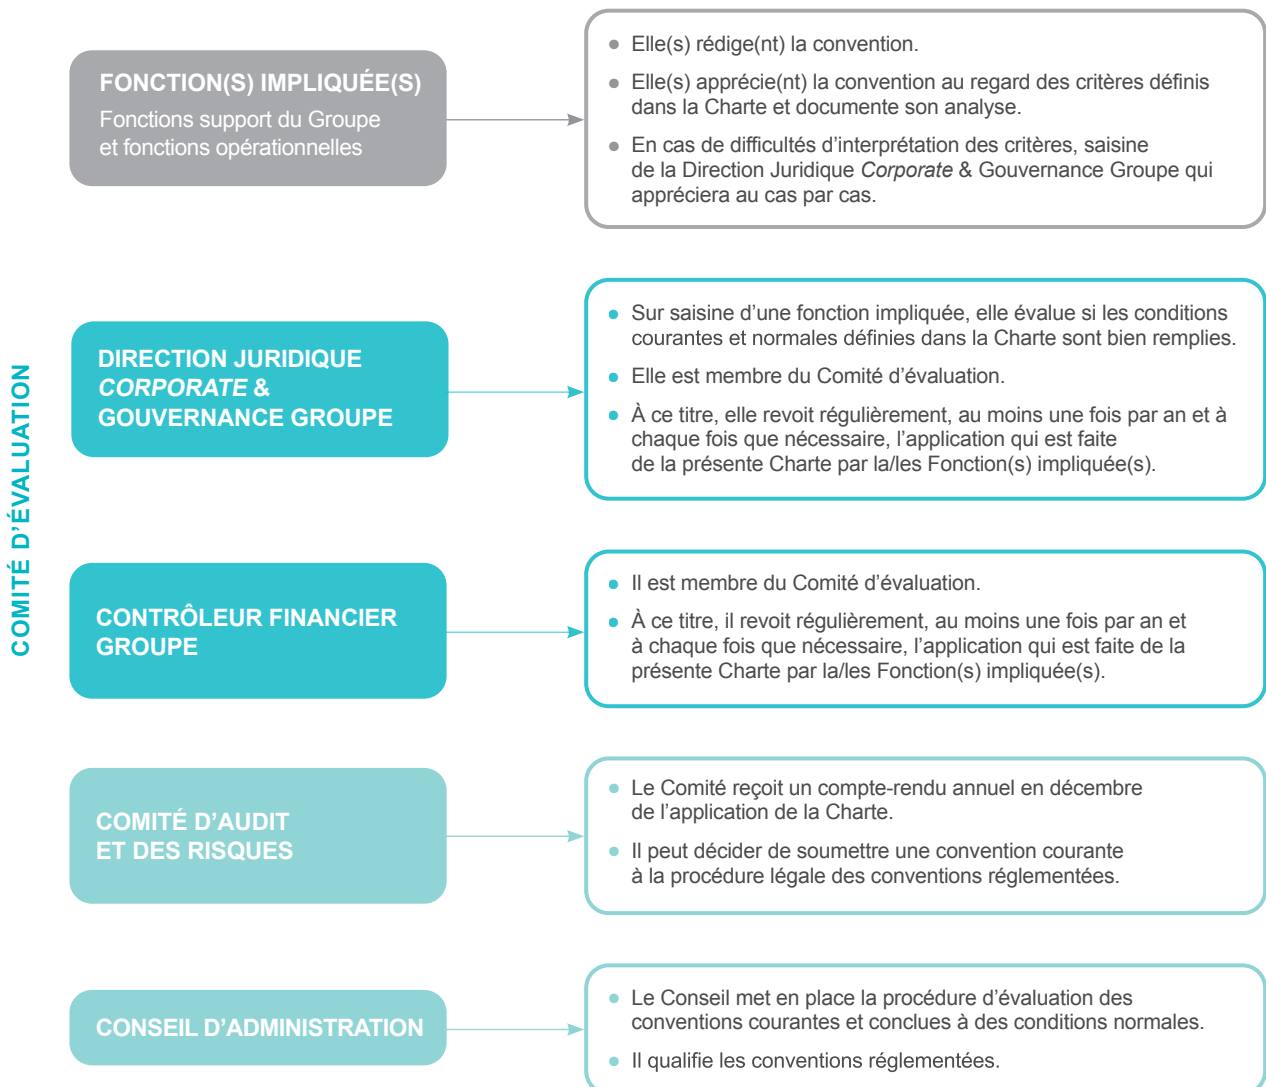 COMITÉ D’ÉVALUATION
FONCTION(S) IMPLIQUÉE(S)
Fonctions support du Groupe
et fonctions opérationnelles
Elle(s) rédige(nt) la convention.
Elle(s) apprécie(nt) la convention au regard des critères définis
dans la Charte et documente son analyse.
En cas de difficultés d’interprétation des critères, saisine
de la Direction Juridique Corporate & Gouvernance Groupe qui
appréciera au cas par cas.
DIRECTION JURIDIQUE
CORPORATE &
GOUVERNANCE GROUPE
Sur saisine d’une fonction impliquée, elle évalue si les conditions
courantes et normales définies dans la Charte sont bien remplies.
Elle est membre du Comité d’évaluation.
À ce titre, elle revoit régulièrement, au moins une fois par an et à
chaque fois que nécessaire, l’application qui est faite
de la présente Charte par la/les Fonction(s) impliquée(s).
CONTRÔLEUR FINANCIER
GROUPE
Il est membre du Comité d’évaluation.
À ce titre, il revoit régulièrement, au moins une fois par an et
à chaque fois que nécessaire, l’application qui est faite de la
présente Charte par la/les Fonction(s) impliquée(s).
COMITÉ D’AUDIT
ET DES RISQUES
Le Comité reçoit un compte-rendu annuel en décembre
de l’application de la Charte.
Il peut décider de soumettre une convention courante
à la procédure légale des conventions réglementées.
CONSEIL D’ADMINISTRATION
Le Conseil met en place la procédure d’évaluation des
conventions courantes et conclues à des conditions normales.
Il qualifie les conventions réglementées.